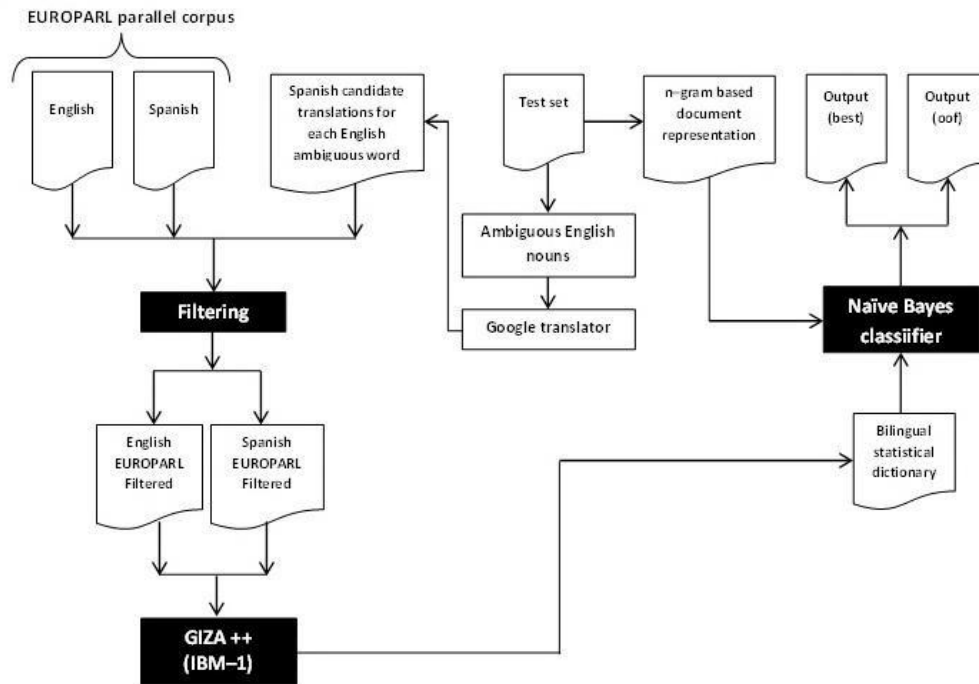 EUROPARL parallel corpus
English
Spanish
Spanish candidate
translations for
each English
ambiguous word
Test set
n-gram based
document
representation
Output
(best)
Output
(oof)
Ambiguous English
nouns
Google translator
Filtering
Naïve Bayes
classiifier
English
EUROPARL
Filtered
Spanish
EUROPARL
Filtered
Bilingual
statistical
dictionary
GIZA ++
(IBM–1)